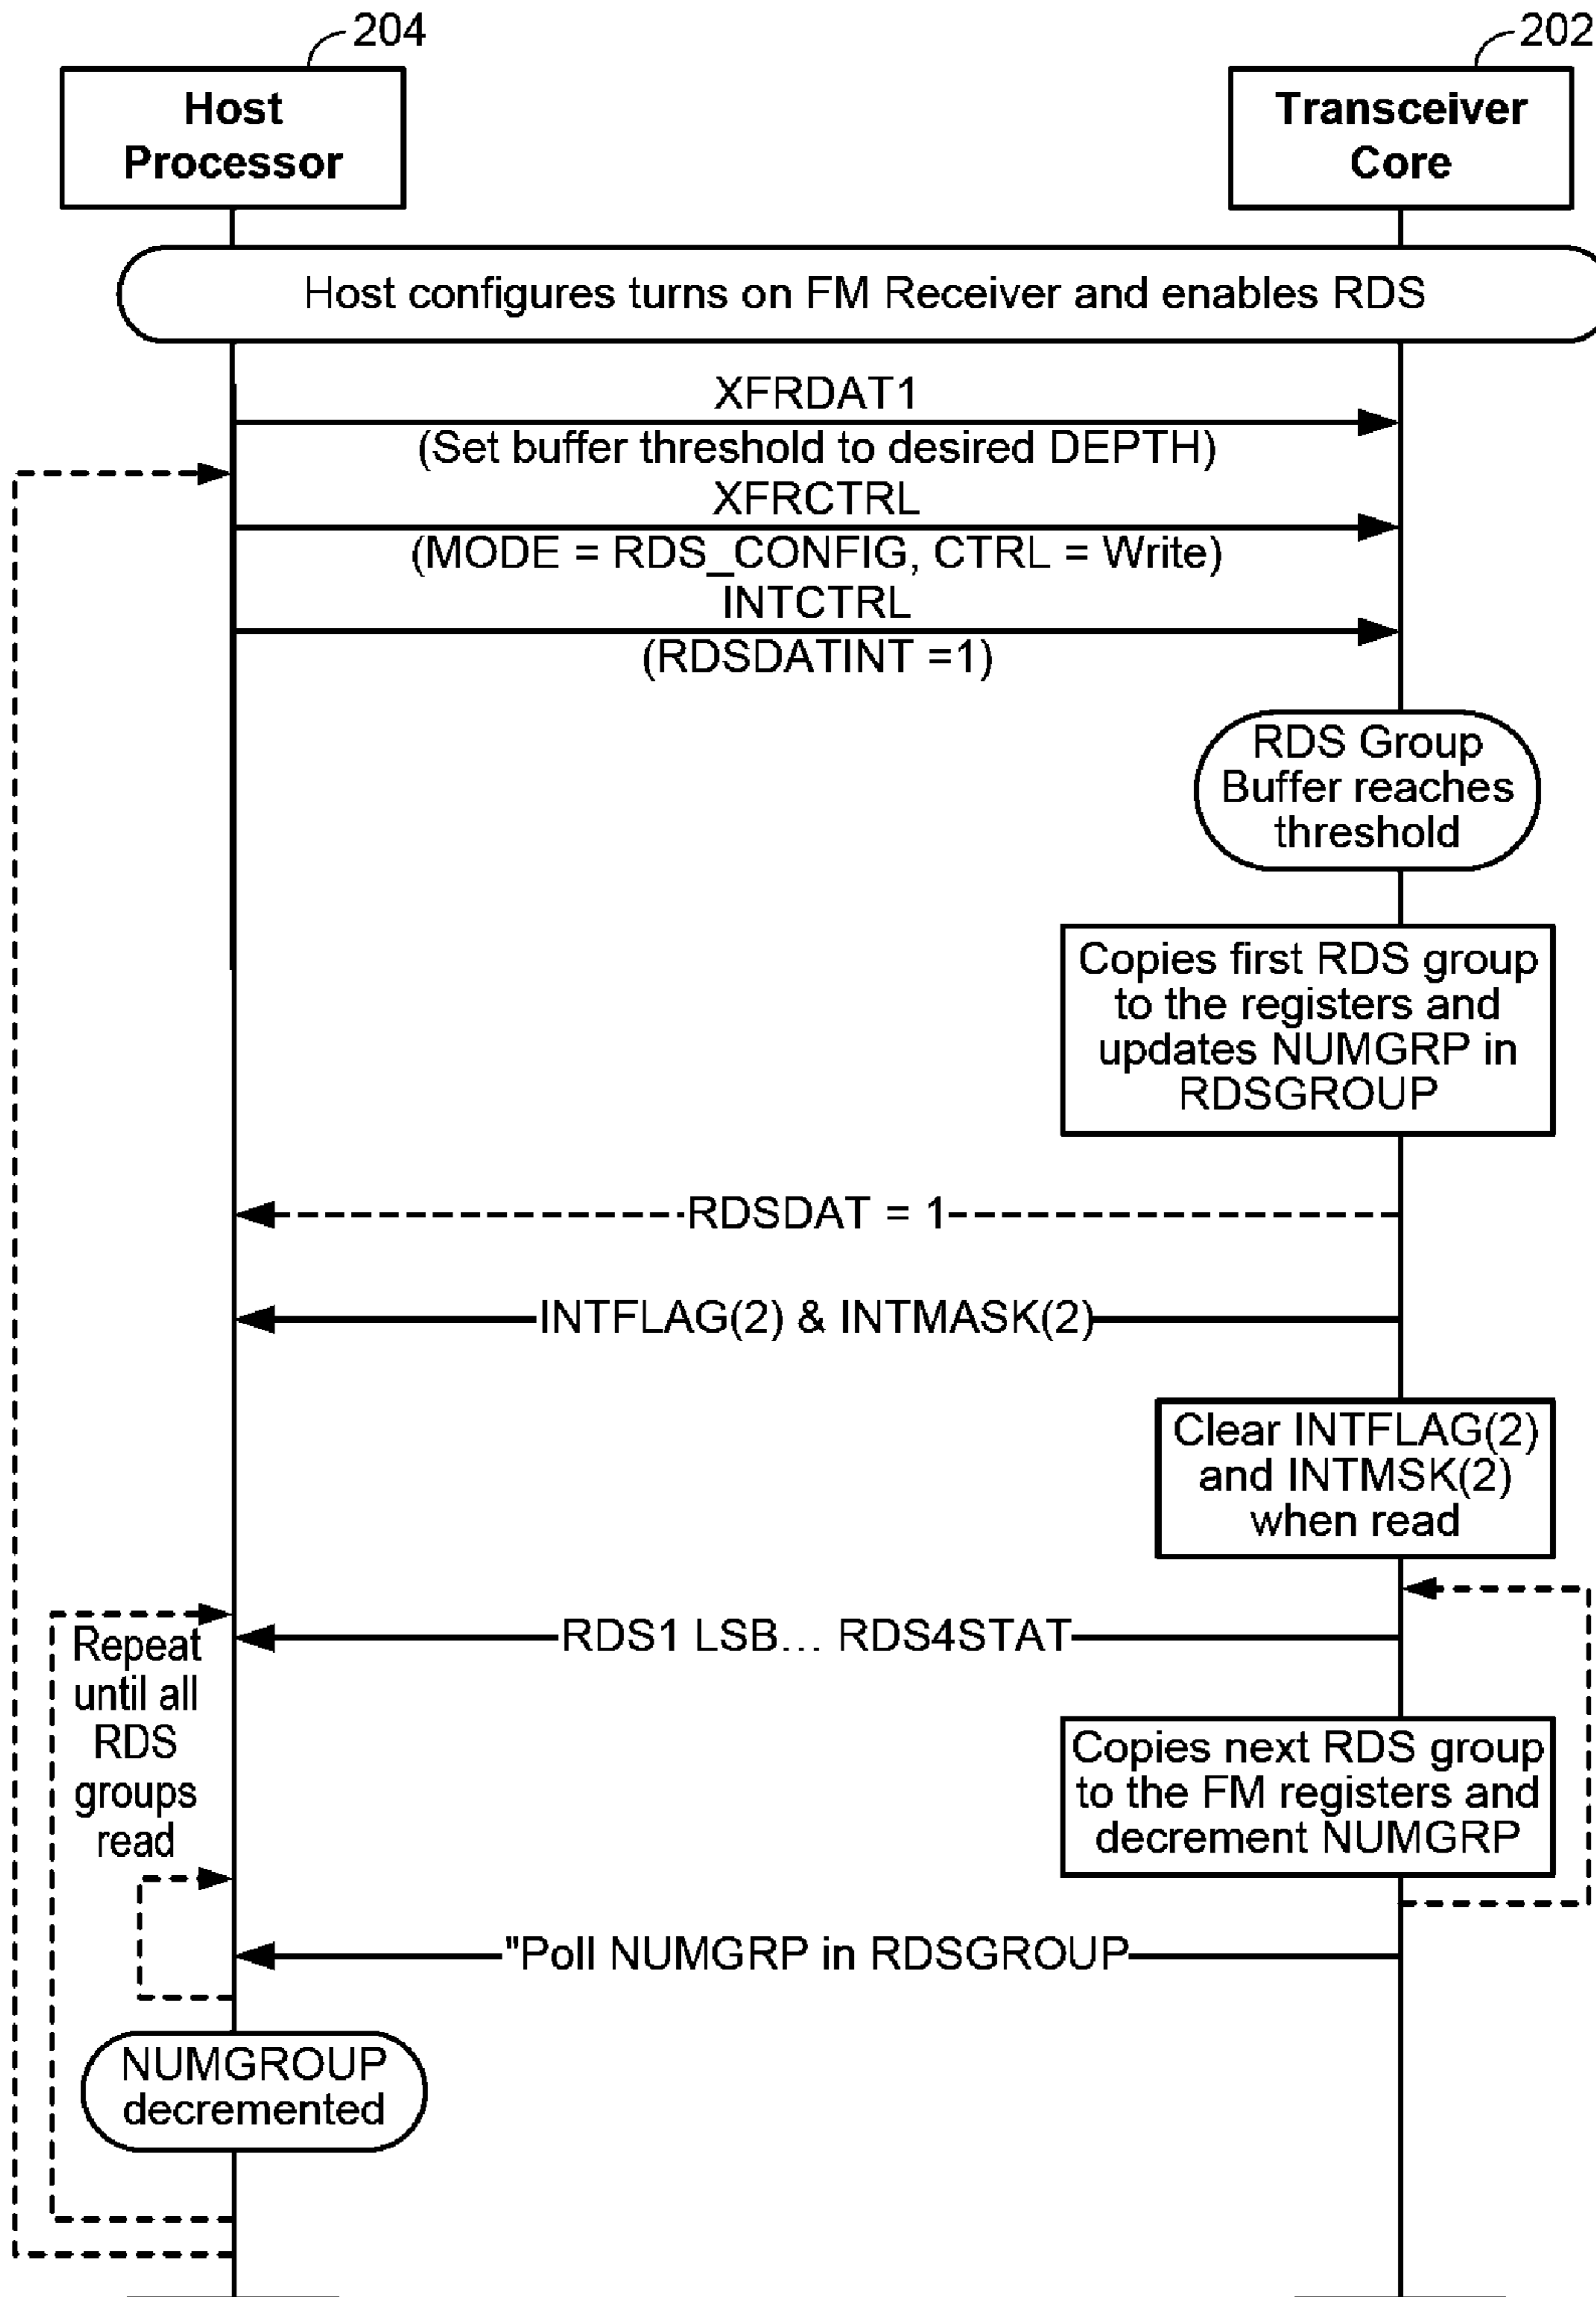 204
202
Host
Processor
Transceiver
Core
Host configures turns on FM Receiver and enables RDS
XFRDAT1
(Set buffer threshold to desired DEPTH)
XFRCTRL
(MODE = RDS_CONFIG, CTRL = Write)
INTCTRL
(RDSDATINT =1)
RDS Group
Buffer reaches
threshold
Copies first RDS group
to the registers and
updates NUMGRP in
RDSGROUP
RDSDAT = 1
INTFLAG(2) & INTMASK(2)
Clear INTFLAG(2)
and INTMSK(2)
when read
RDS1 LSB... RDS4STAT
Repeat
until all
RDS
groups
read
Copies next RDS group
to the FM registers and
decrement NUMGRP
"Poll NUMGRP in RDSGROUP
NUMGROUP
decremented